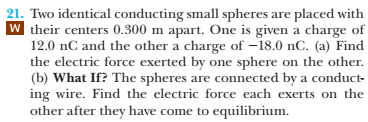 21. Two identical conducting small spheres are placed with
W their centers 0.300 m apart. One is given a charge of
12.0 nC and the other a charge of −18.0 nC. (a) Find
the electric force exerted by one sphere on the other.
(b) What If? The spheres are connected by a conduct-
ing wire. Find the electric force each exerts on the
other after they have come to equilibrium.